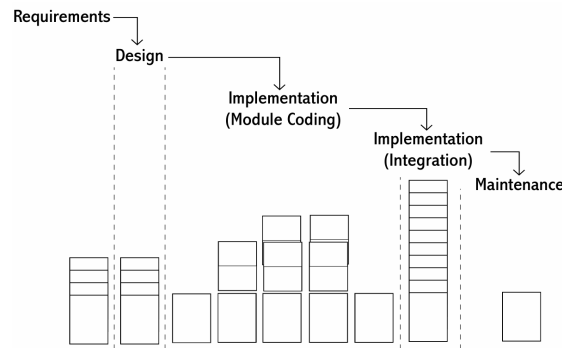 Requirements
Design
Implementation
(Module Coding)
Implementation
(Integration)
Maintenance